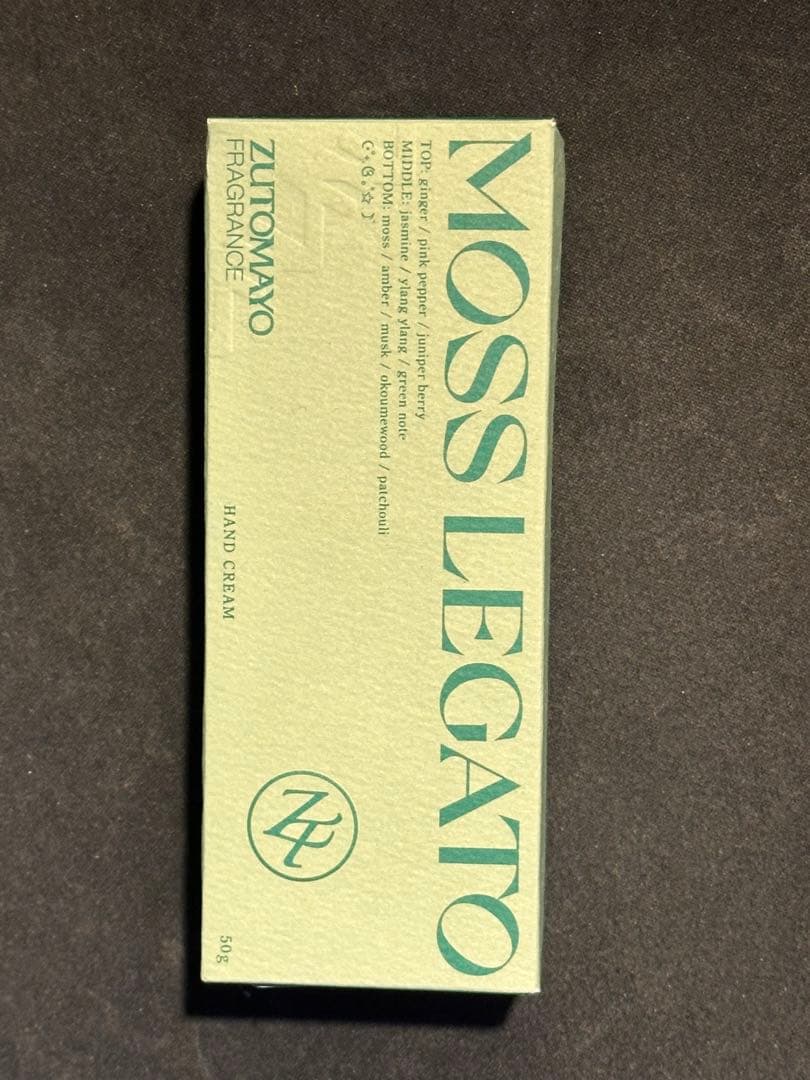 MOSS LEGATO
TOP: ginger / pink pepper / juniper berry
MIDDLE: jasmine / ylang ylang / green note
BOTTOM: moss / amber / musk / okoumewood / patchouli
ZUTOMAYO
FRAGRANCE
HAND CREAM
50g